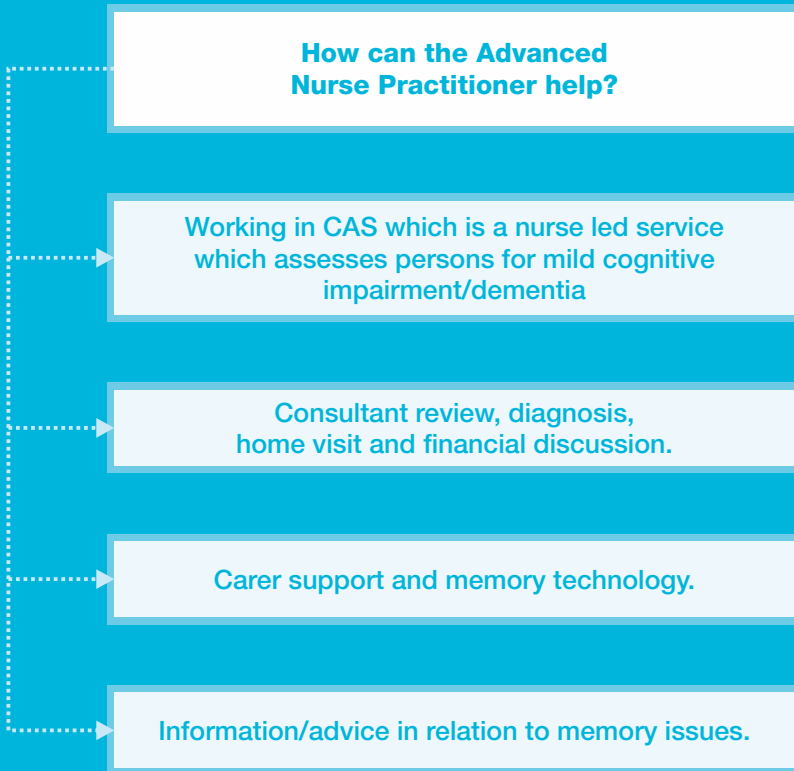 How can the Advanced
Nurse Practitioner help?
Working in CAS which is a nurse led service
which assesses persons for mild cognitive
impairment/dementia
Consultant review, diagnosis,
home visit and financial discussion.
Carer support and memory technology.
Information/advice in relation to memory issues.